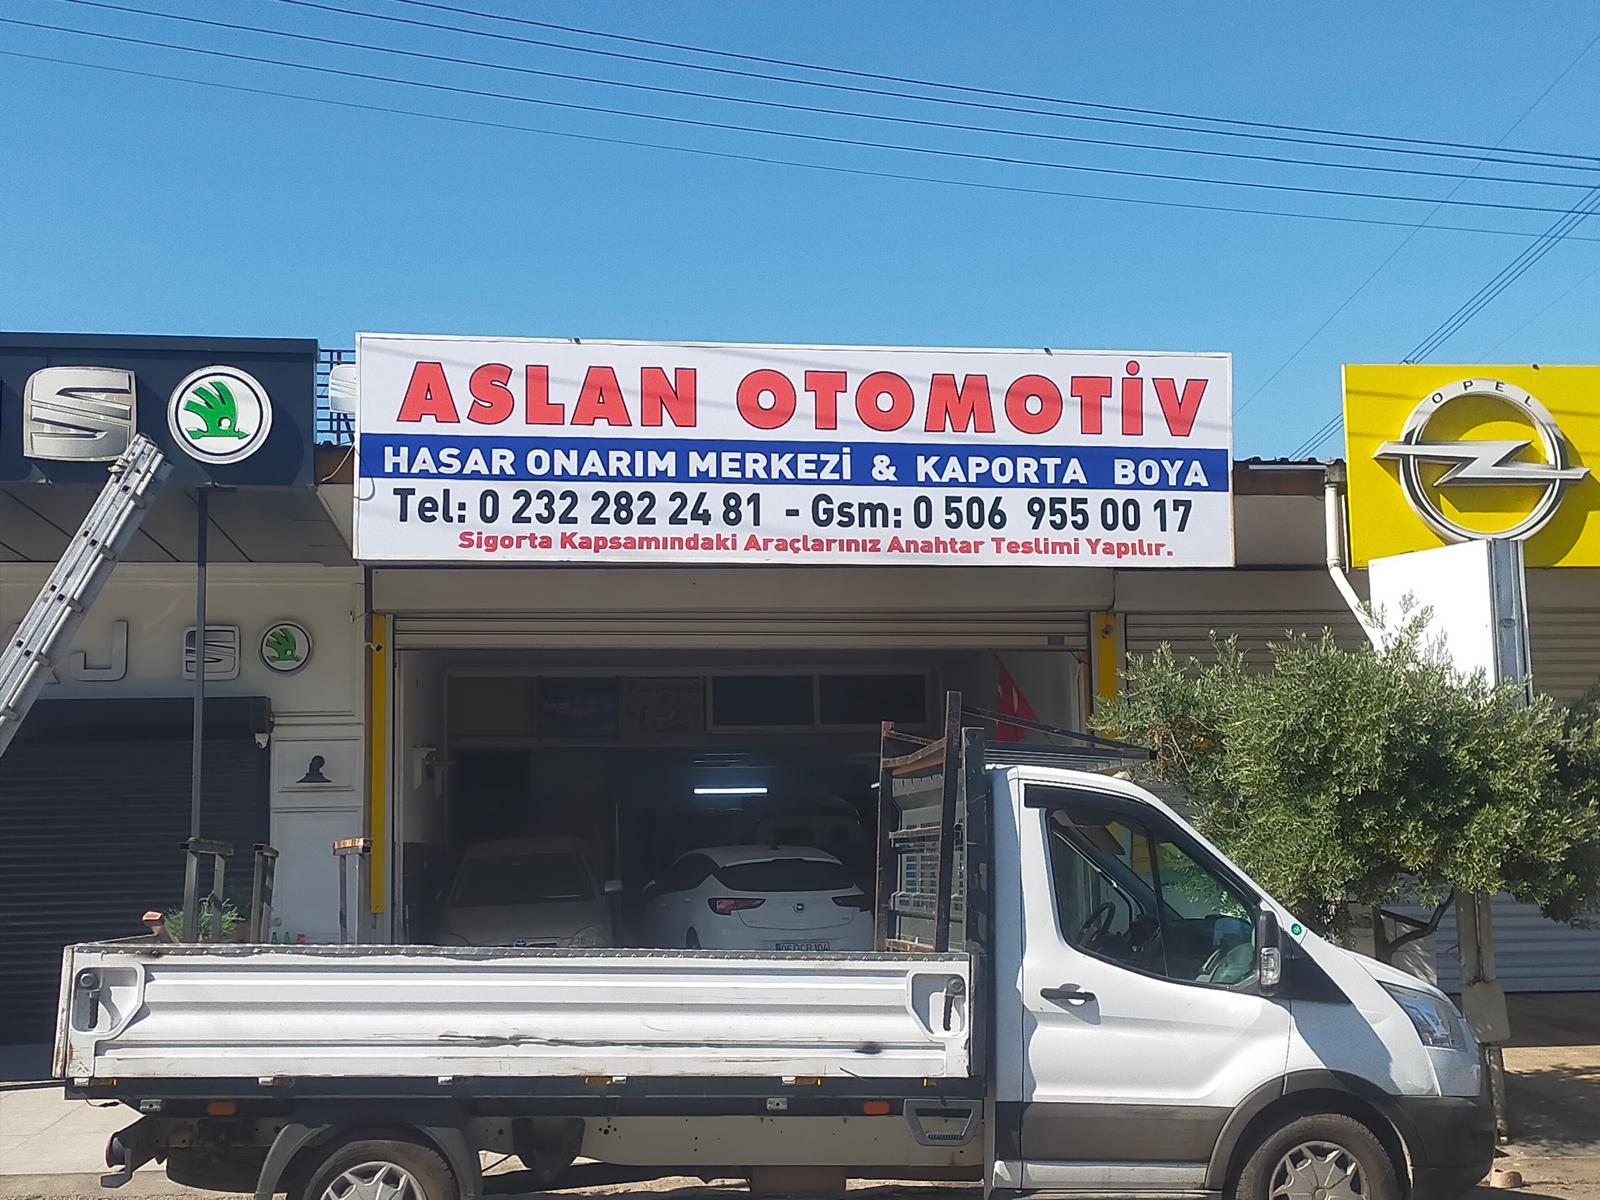 ASLAN OTOMOTİV
HASAR ONARIM MERKEZİ & KAPORTA BOYA
Tel: 0 232 282 24 81 - Gsm: 0 506 955 00 17
Sigorta Kapsamındaki Araçlarınız Anahtar Teslimi Yapılır.
OPEL